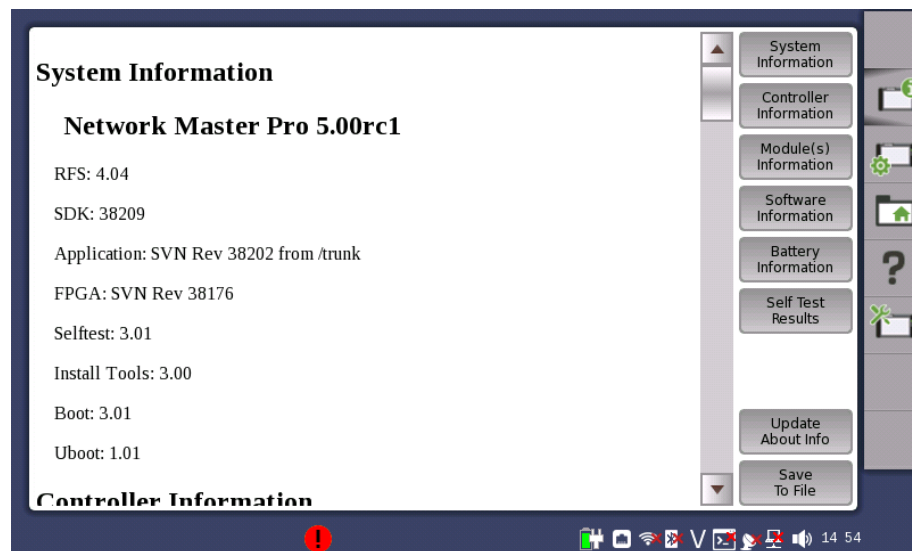 System Information
Network Master Pro 5.00rc1
RFS: 4.04
SDK: 38209
Application: SVN Rev 38202 from /trunk
FPGA: SVN Rev 38176
Selftest: 3.01
Install Tools: 3.00
Boot: 3.01
Uboot: 1.01
Controller Information
System
Information
Controller
Information
Module(s)
Information
Software
Information
Battery
Information
Self Test
Results
Update
About Info
Save
To File
?
!
V
14 54